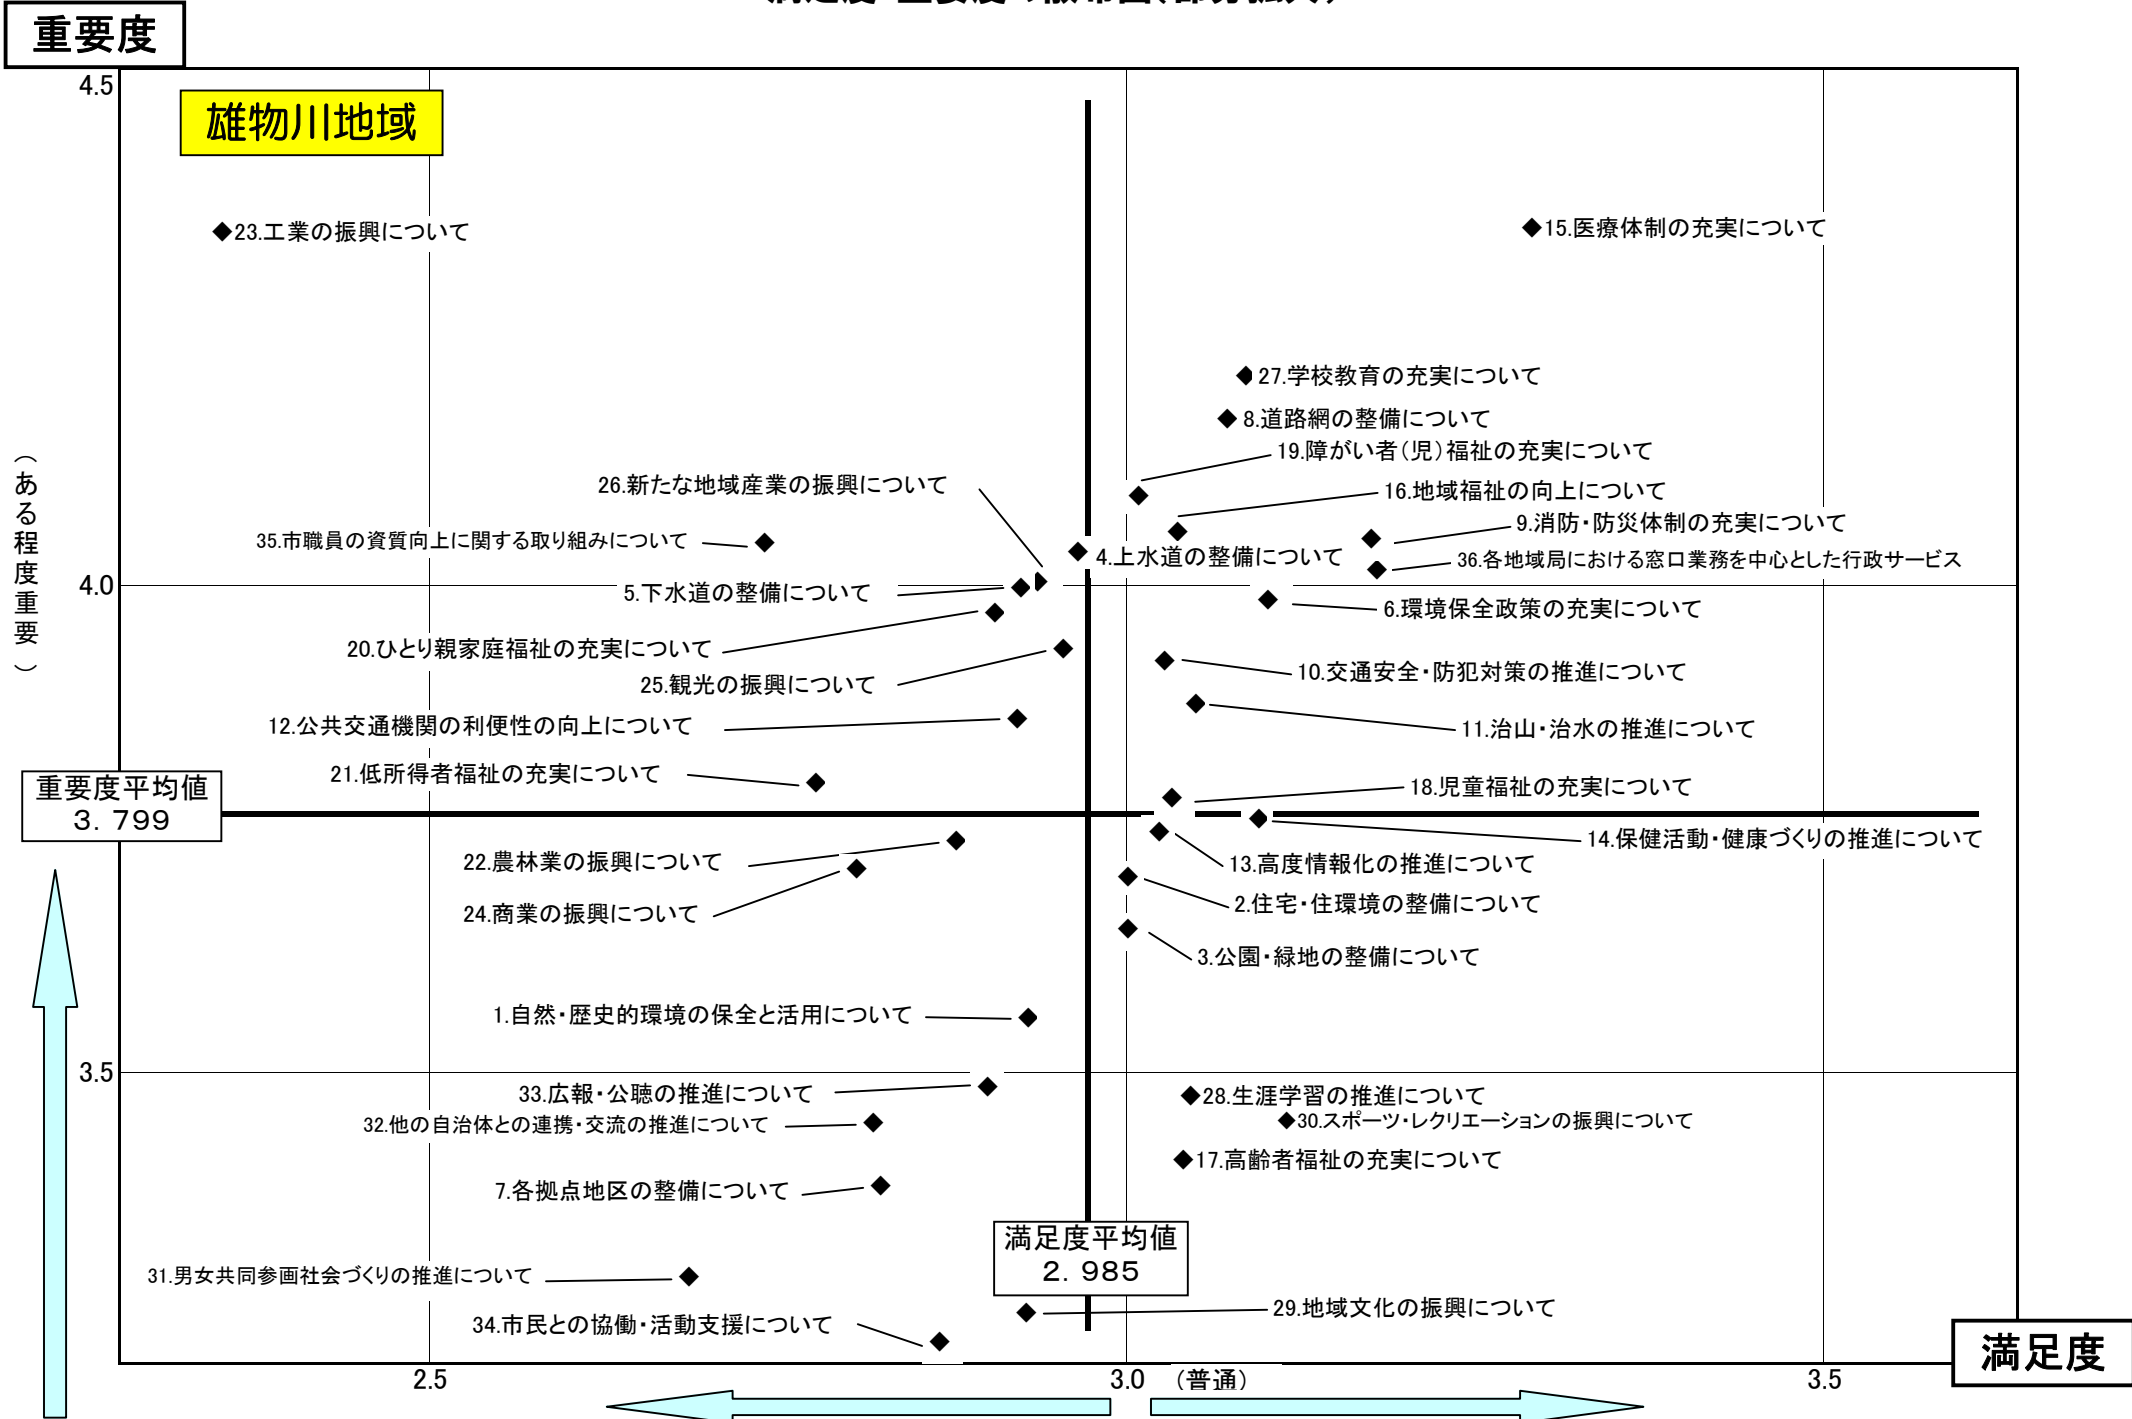 重要度
4.5
雄物川地域
23.工業の振興について
15.医療体制の充実について
27.学校教育の充実について
8.道路網の整備について
19.障がい者(児)福祉の充実について
26.新たな地域産業の振興について
16.地域福祉の向上について
9.消防・防災体制の充実について
35.市職員の資質向上に関する取り組みについて
4.上水道の整備について
36.各地域局における窓口業務を中心とした行政サービス
(ある程度重要)
4.0
5.下水道の整備について
6.環境保全政策の充実について
20.ひとり親家庭福祉の充実について
10.交通安全・防犯対策の推進について
25.観光の振興について
12.公共交通機関の利便性の向上について
11.治山・治水の推進について
21.低所得者福祉の充実について
18.児童福祉の充実について
重要度平均値
3.799
14.保健活動・健康づくりの推進について
22.農林業の振興について
13.高度情報化の推進について
24.商業の振興について
2.住宅・住環境の整備について
3.公園・緑地の整備について
1.自然・歴史的環境の保全と活用について
3.5
33.広報・公聴の推進について
28.生涯学習の推進について
32.他の自治体との連携・交流の推進について
30.スポーツ・レクリエーションの振興について
17.高齢者福祉の充実について
7.各拠点地区の整備について
満足度平均値
2.985
31.男女共同参画社会づくりの推進について
29.地域文化の振興について
34.市民との協働・活動支援について
満足度
2.5
3.0
(普通)
3.5